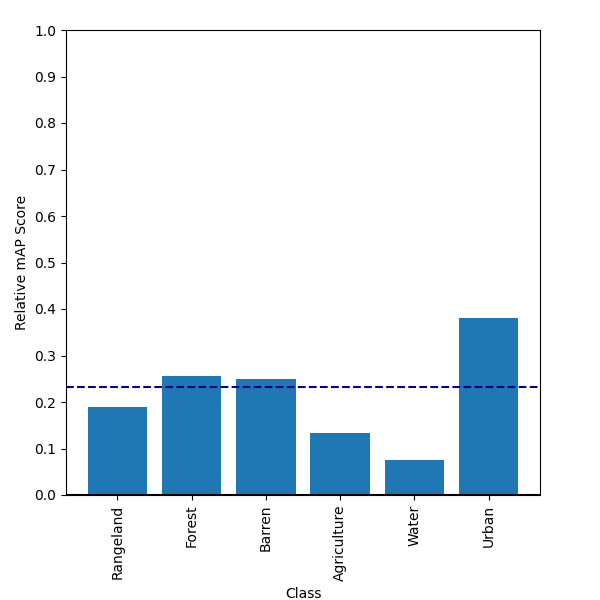 1.0
0.9
0.8
0.7
0.6
0.5
0.4
0.3
0.2
0.1
0.0
Relative mAP Score
Rangeland
Forest
Barren
Agriculture
Water
Urban
Class